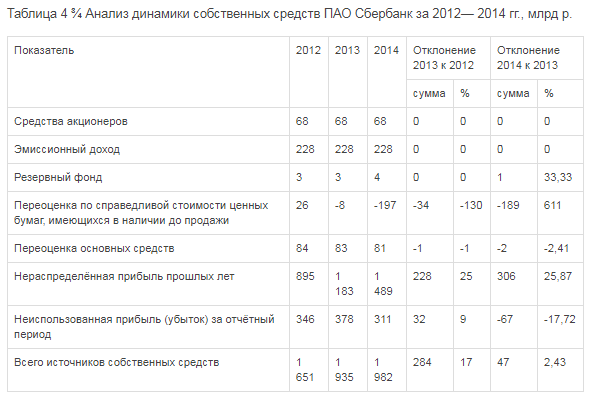 Таблица 4 ¾ Анализ динамики собственных средств ПАО Сбербанк за 2012— 2014 гг., млрд р.
Показатель 2012 2013 2014 Отклонение Отклонение
2013 к 2012 2014 к 2013
сумма % сумма %
Средства акционеров 68 68 68 0 0 0 0
Эмиссионный доход 228 228 228 0 0 0 0
Резервный фонд 3 3 4 0 0 1 33,33
Переоценка по справедливой стоимости ценных 26 -8 -197 -34 -130 -189 611
бумаг, имеющихся в наличии до продажи
Переоценка основных средств 84 83 81 -1 -1 -2 -2,41
Нераспределённая прибыль прошлых лет 895 1 1 228 25 306 25,87
183 489
Неиспользованная прибыль (убыток) за отчётный 346 378 311 32 9 -67 -17,72
период
Всего источников собственных средств 1 1 1 284 17 47 2,43
651 935 982